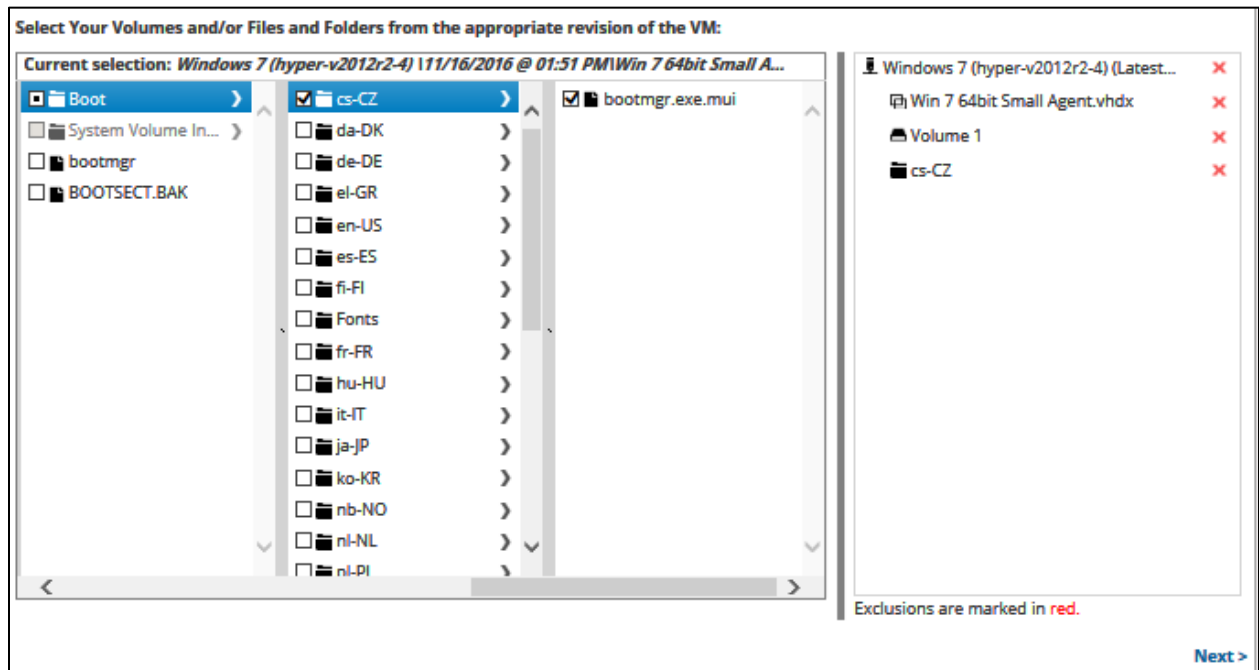 Select Your Volumes and/or Files and Folders from the appropriate revision of the VM:
Current selection: Windows 7 (hyper-v2012r2-4) \11/16/2016 @ 01:51 PM\Win 7 64bit Small A...
Boot
System Volume In...
bootmgr
BOOTSECT.BAK
cs-CZ
da-DK
de-DE
el-GR
en-US
es-ES
fi-FI
Fonts
fr-FR
hu-HU
it-IT
ja-JP
ko-KR
nb-NO
nl-NL
bootmgr.exe.mui
Windows 7 (hyper-v2012r2-4) (Latest...
Win 7 64bit Small Agent.vhdx
Volume 1
cs-CZ
Exclusions are marked in red.
Next >